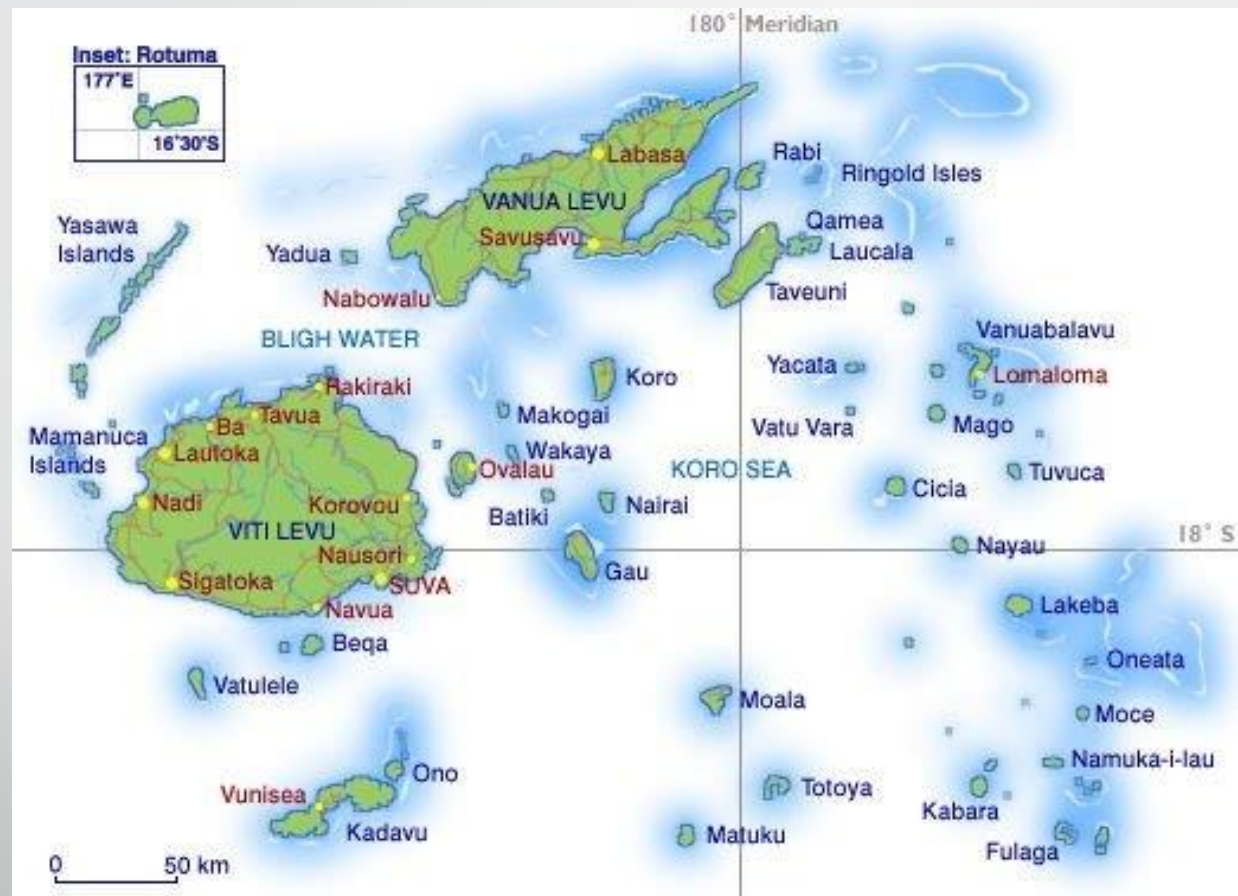 180° Meridian
Inset: Rotuma
177°E
16°30°S
Labasa
Rabi
Ringold Isles
VANUA LEVU
Yasawa
Islands
Qamea
Savusavu
Laucala
Yadua
Taveuni
Nabowalu
BLIGH WATER
Vanuabalavu
Yacata
Koro
Lomaloma
Rakiraki
Makogai
Tavua
Vatu Vara
Mago
Ba
Mamanuca
Islands
Lautoka
Wakaya
Ovalau
KORO SEA
Tuvuca
Cicia
Nadi
Korovou
Batiki
Nairai
VITI LEVU
18° S
Nayau
Nausori
Gau
Sigatoka
SUVA
Navua
Lakeba
Beqa
Oneata
Vatulele
Moala
Moce
Namuka-i-lau
Ono
Vunisea
Totoya
Kabara
Kadavu
Matuku
Fulaga
0 50 km